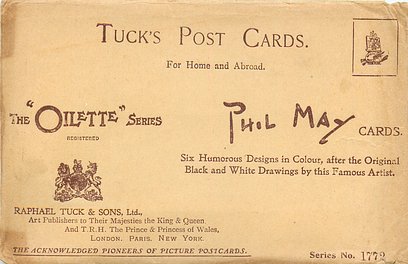 TUCK'S POST CARDS.
For Home and Abroad.
THE "OILETTE" SERIES
REGISTERED
PHIL MAY CARDS.
Six Humorous Designs in Colour, after the Original
Black and White Drawings by this Famous Artist.
RAPHAEL TUCK & SONS, Ltd.,
Art Publishers to Their Majesties the King & Queen
And T.R.H. The Prince & Princess of Wales,
LONDON. PARIS. NEW YORK.
THE ACKNOWLEDGED PIONEERS OF PICTURE POSTCARDS.
Series No. 1772